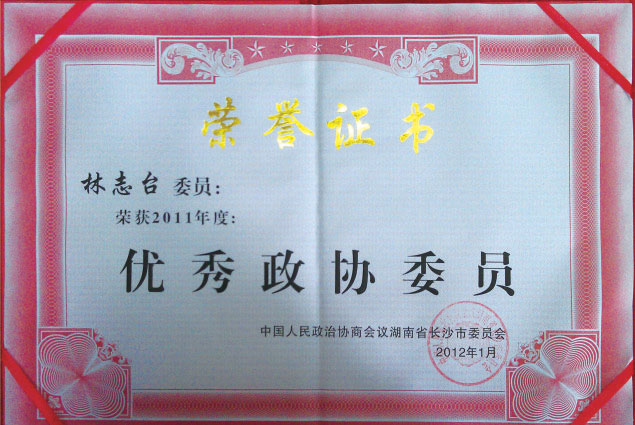 荣誉证书
林志台 委员：
荣获2011年度：
优秀政协委员
中国人民政治协商会议湖南省长沙市委员会
2012年1月